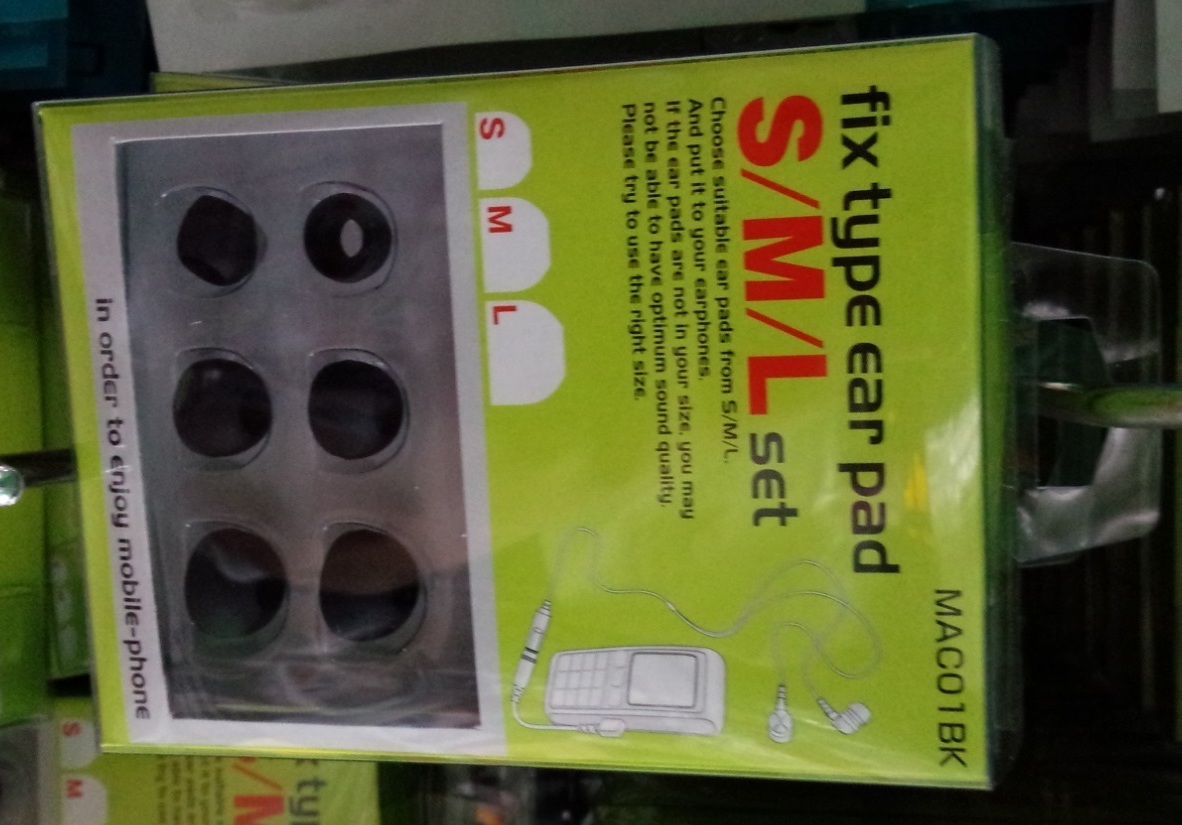 MAC01BK
fix type ear pad
S/M/L set
Choose suitable ear pads from S/M/L.
And put it to your earphones.
If the ear pads are not in your size, you may
not be able to have optimum sound quality.
Please try to use the right size.
S M L
in order to enjoy mobile-phone
S M